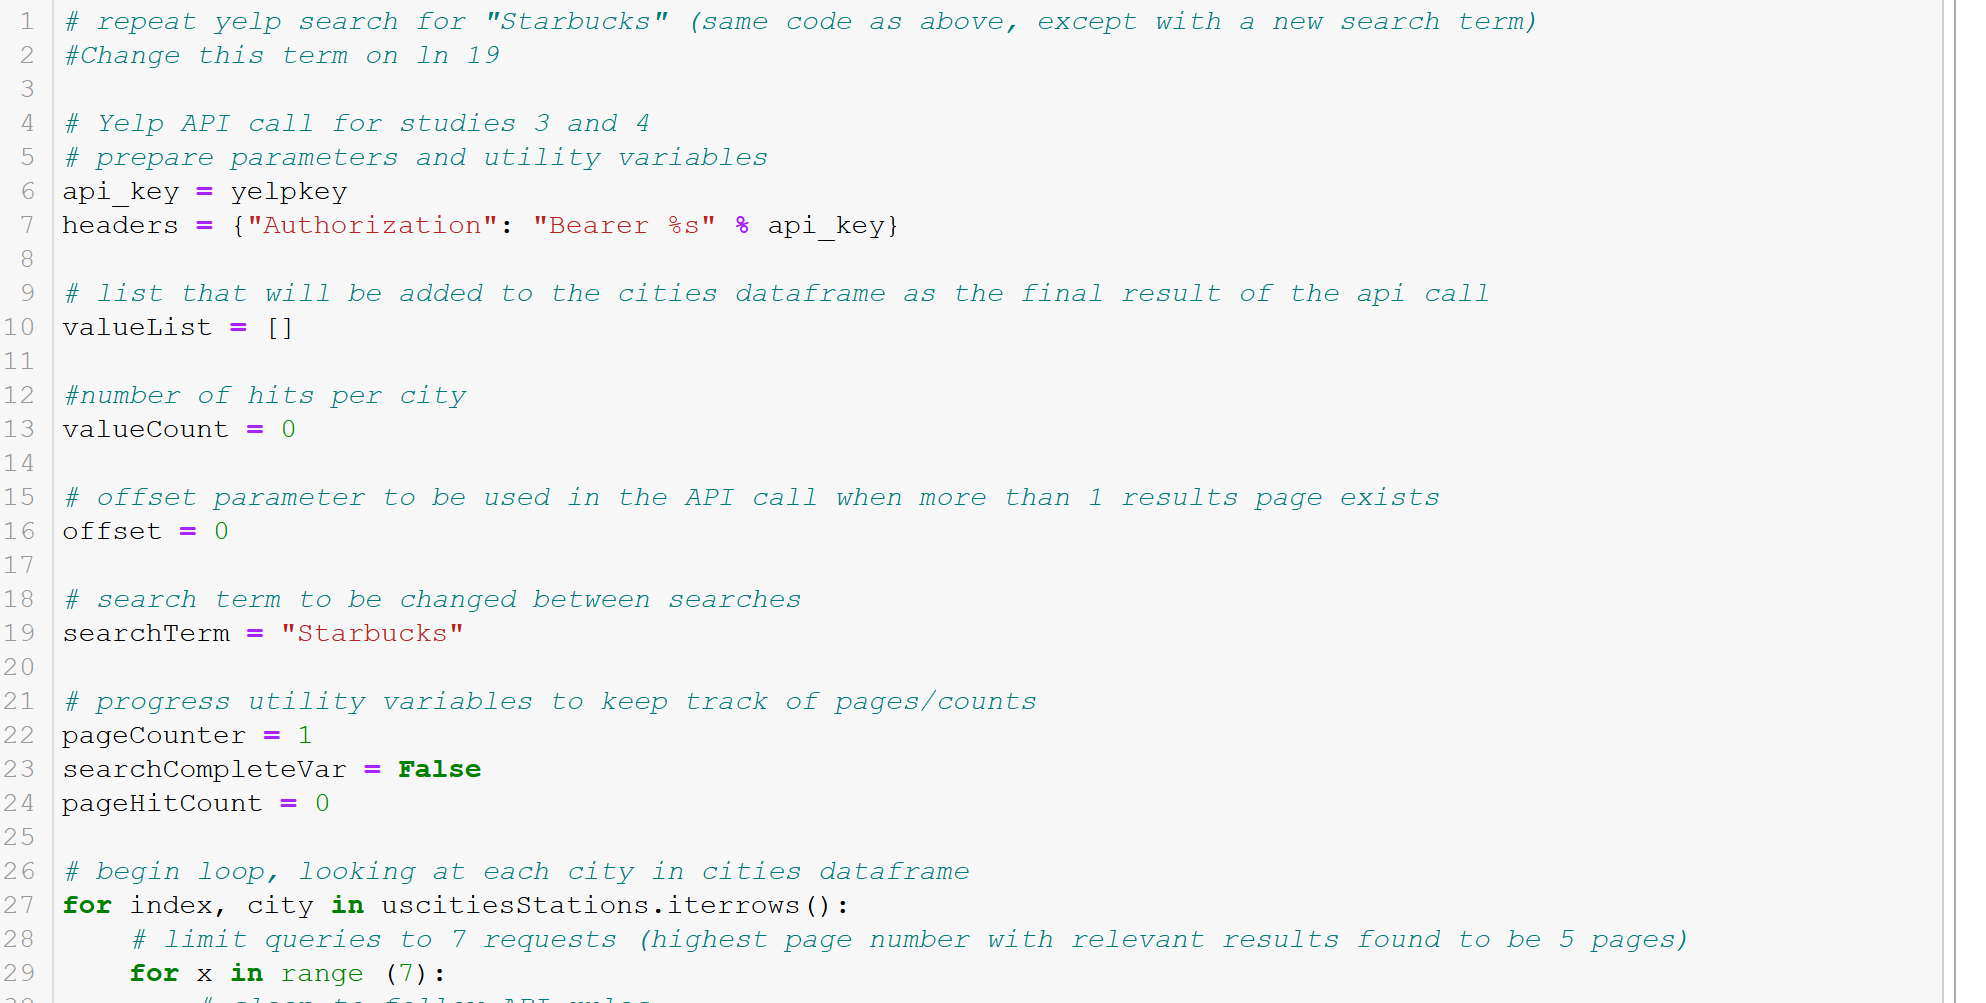 1 # repeat yelp search for "Starbucks" (same code as above, except with a new search term)
2 #Change this term on ln 19
3
4 # Yelp API call for studies 3 and 4
5 # prepare parameters and utility variables
6 api_key = yelpkey
7 headers = {"Authorization": "Bearer %s" % api_key}
8
9 # list that will be added to the cities dataframe as the final result of the api call
10 valueList = []
11
12 #number of hits per city
13 valueCount = 0
14
15 # offset parameter to be used in the API call when more than 1 results page exists
16 offset = 0
17
18 # search term to be changed between searches
19 searchTerm = "Starbucks"
20
21 # progress utility variables to keep track of pages/counts
22 pageCounter = 1
23 searchCompleteVar = False
24 pageHitCount = 0
25
26 # begin loop, looking at each city in cities dataframe
27 for index, city in uscitiesStations.iterrows():
28     # limit queries to 7 requests (highest page number with relevant results found to be 5 pages)
29     for x in range (7):
30         # sleep to follow API rules